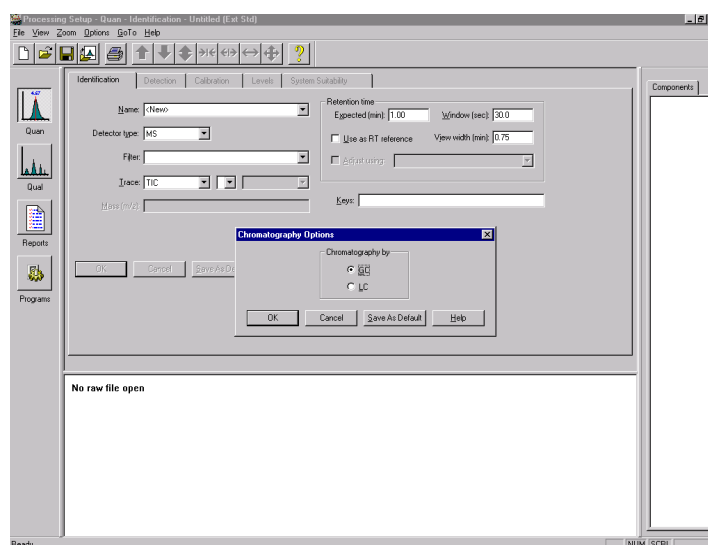 Processing Setup - Quan - Identification - Untitled (Ext Std)
File View Zoom Options GoTo Help
Identification Detection Calibration Levels System Suitability
Components
4.67
Quan
Qual
Reports
Programs
Name: <New>
Detector type: MS
Filter:
Trace: TIC
Mass (m/z):
Retention time
Expected (min): 1.00 Window (sec): 30.0
Use as RT reference View width (min): 0.75
Adjust using:
Keys:
OK Cancel Save As De
Chromatography Options
Chromatography by
GC
LC
OK Cancel Save As Default Help
No raw file open
Ready
NUM SCRL